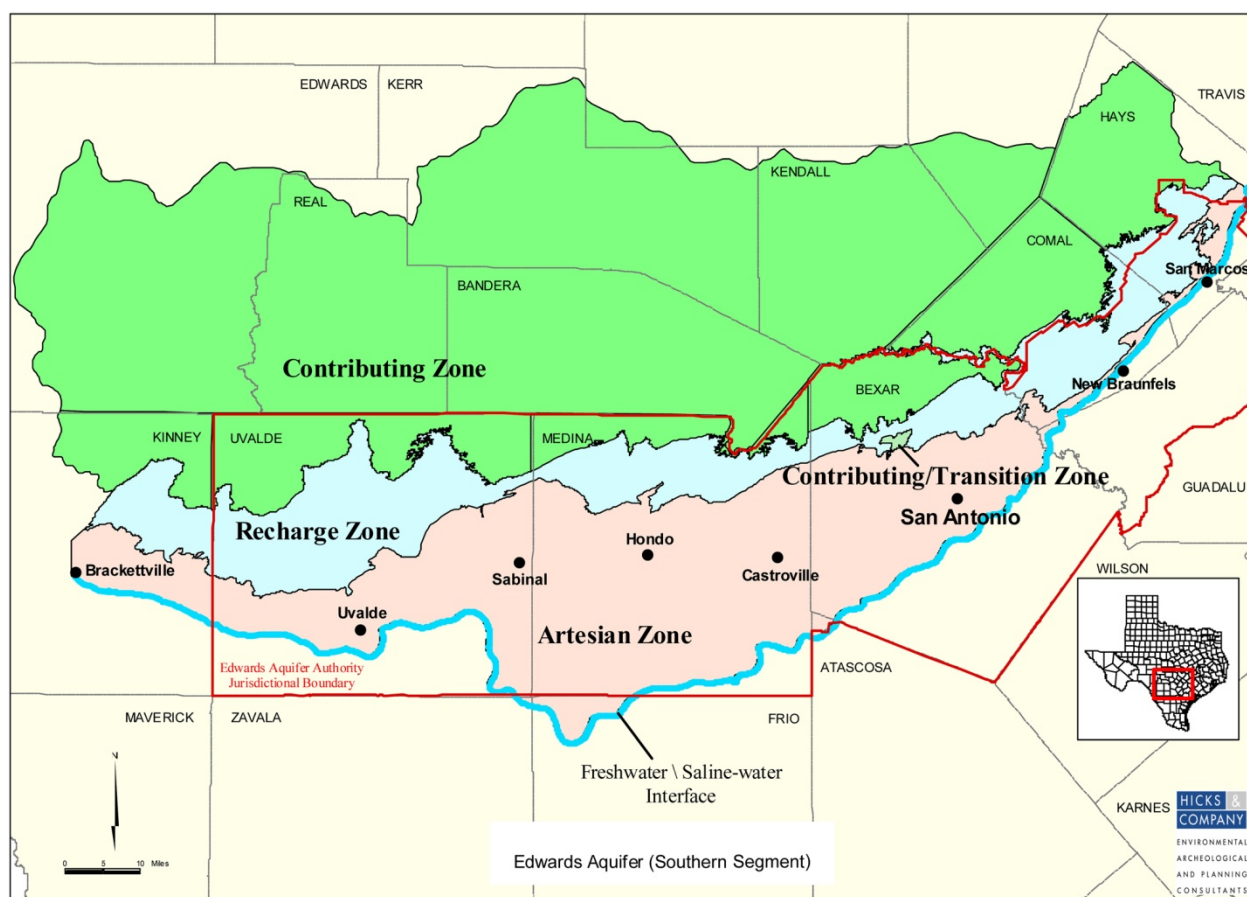 EDWARDS
KERR
TRAVIS
HAYS
KENDALL
REAL
COMAL
San Marcos
BANDERA
Contributing Zone
New Braunfels
BEXAR
KINNEY
UVALDE
MEDINA
Contributing/Transition Zone
GUADALU
San Antonio
Recharge Zone
Hondo
Brackettville
Sabinal
Castroville
WILSON
Uvalde
Artesian Zone
Edwards Aquifer Authority
Jurisdictional Boundary
ATASCOSA
MAVERICK
ZAVALA
FRIO
N
Freshwater \ Saline-water
Interface
KARNES
HICKS &
COMPANY
ENVIRONMENTAL
ARCHEOLOGICAL
AND PLANNING
CONSULTANTS
0 5 10 Miles
Edwards Aquifer (Southern Segment)